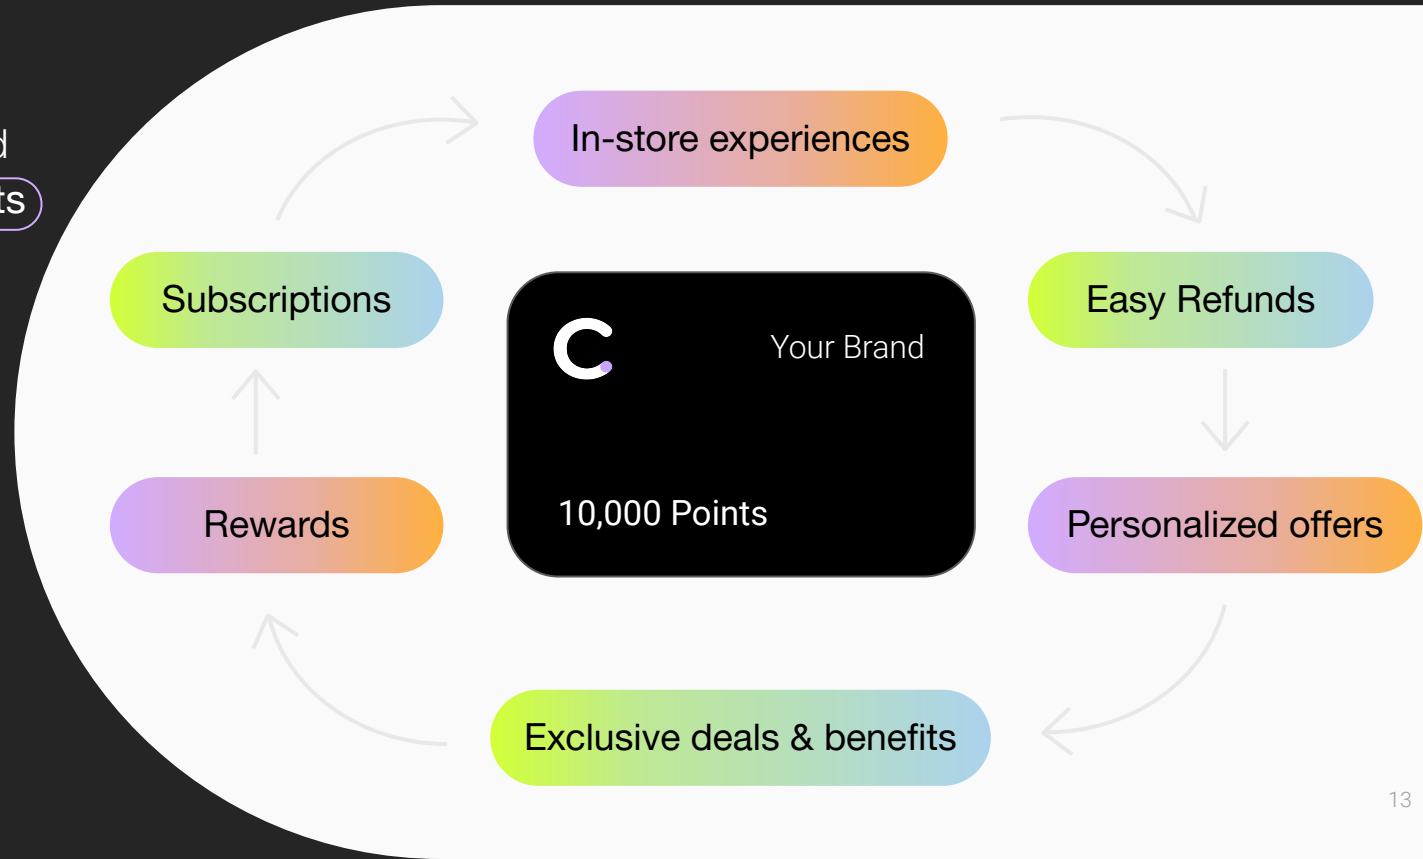 In-store experiences
Subscriptions
Easy Refunds
Your Brand
10,000 Points
Rewards
Personalized offers
Exclusive deals & benefits
13